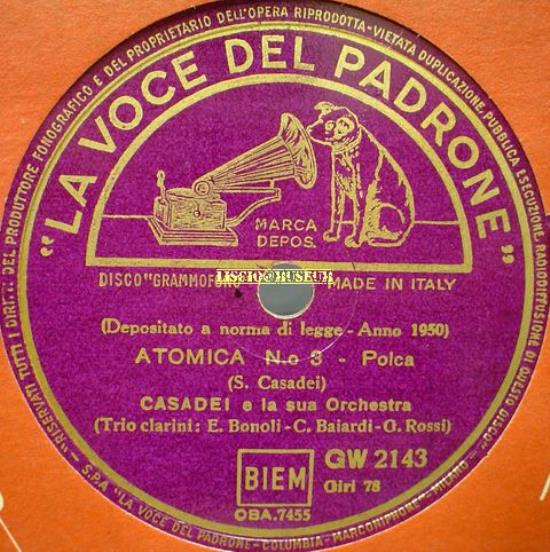 "RISERVATI TUTTI I DIRITTI DEL PRODUTTORE FONOGRAFICO E DEL PROPRIETARIO DELL'OPERA RIPRODOTTA - VIETATA DUPLICAZIONE, PUBBLICA ESECUZIONE, RADIODIFFUSIONE DI QUESTO DISCO"
"LA VOCE DEL PADRONE"
MARCA
DEPOS.
DISCO "GRAMMOFONO
LISSIO@MUSEUM
MADE IN ITALY
(Depositato a norma di legge - Anno 1950)
ATOMICA N.o 3 - Polca
(S. Casadei)
CASADEI e la sua Orchestra
(Trio clarini: E. Bonoli - C. Baiardi - G. Rossi)
BIEM
GW 2143
Giri 78
OBA.7455
- S.P.A "LA VOCE DEL PADRONE - COLUMBIA - MARCONIPHONE" - MILANO -